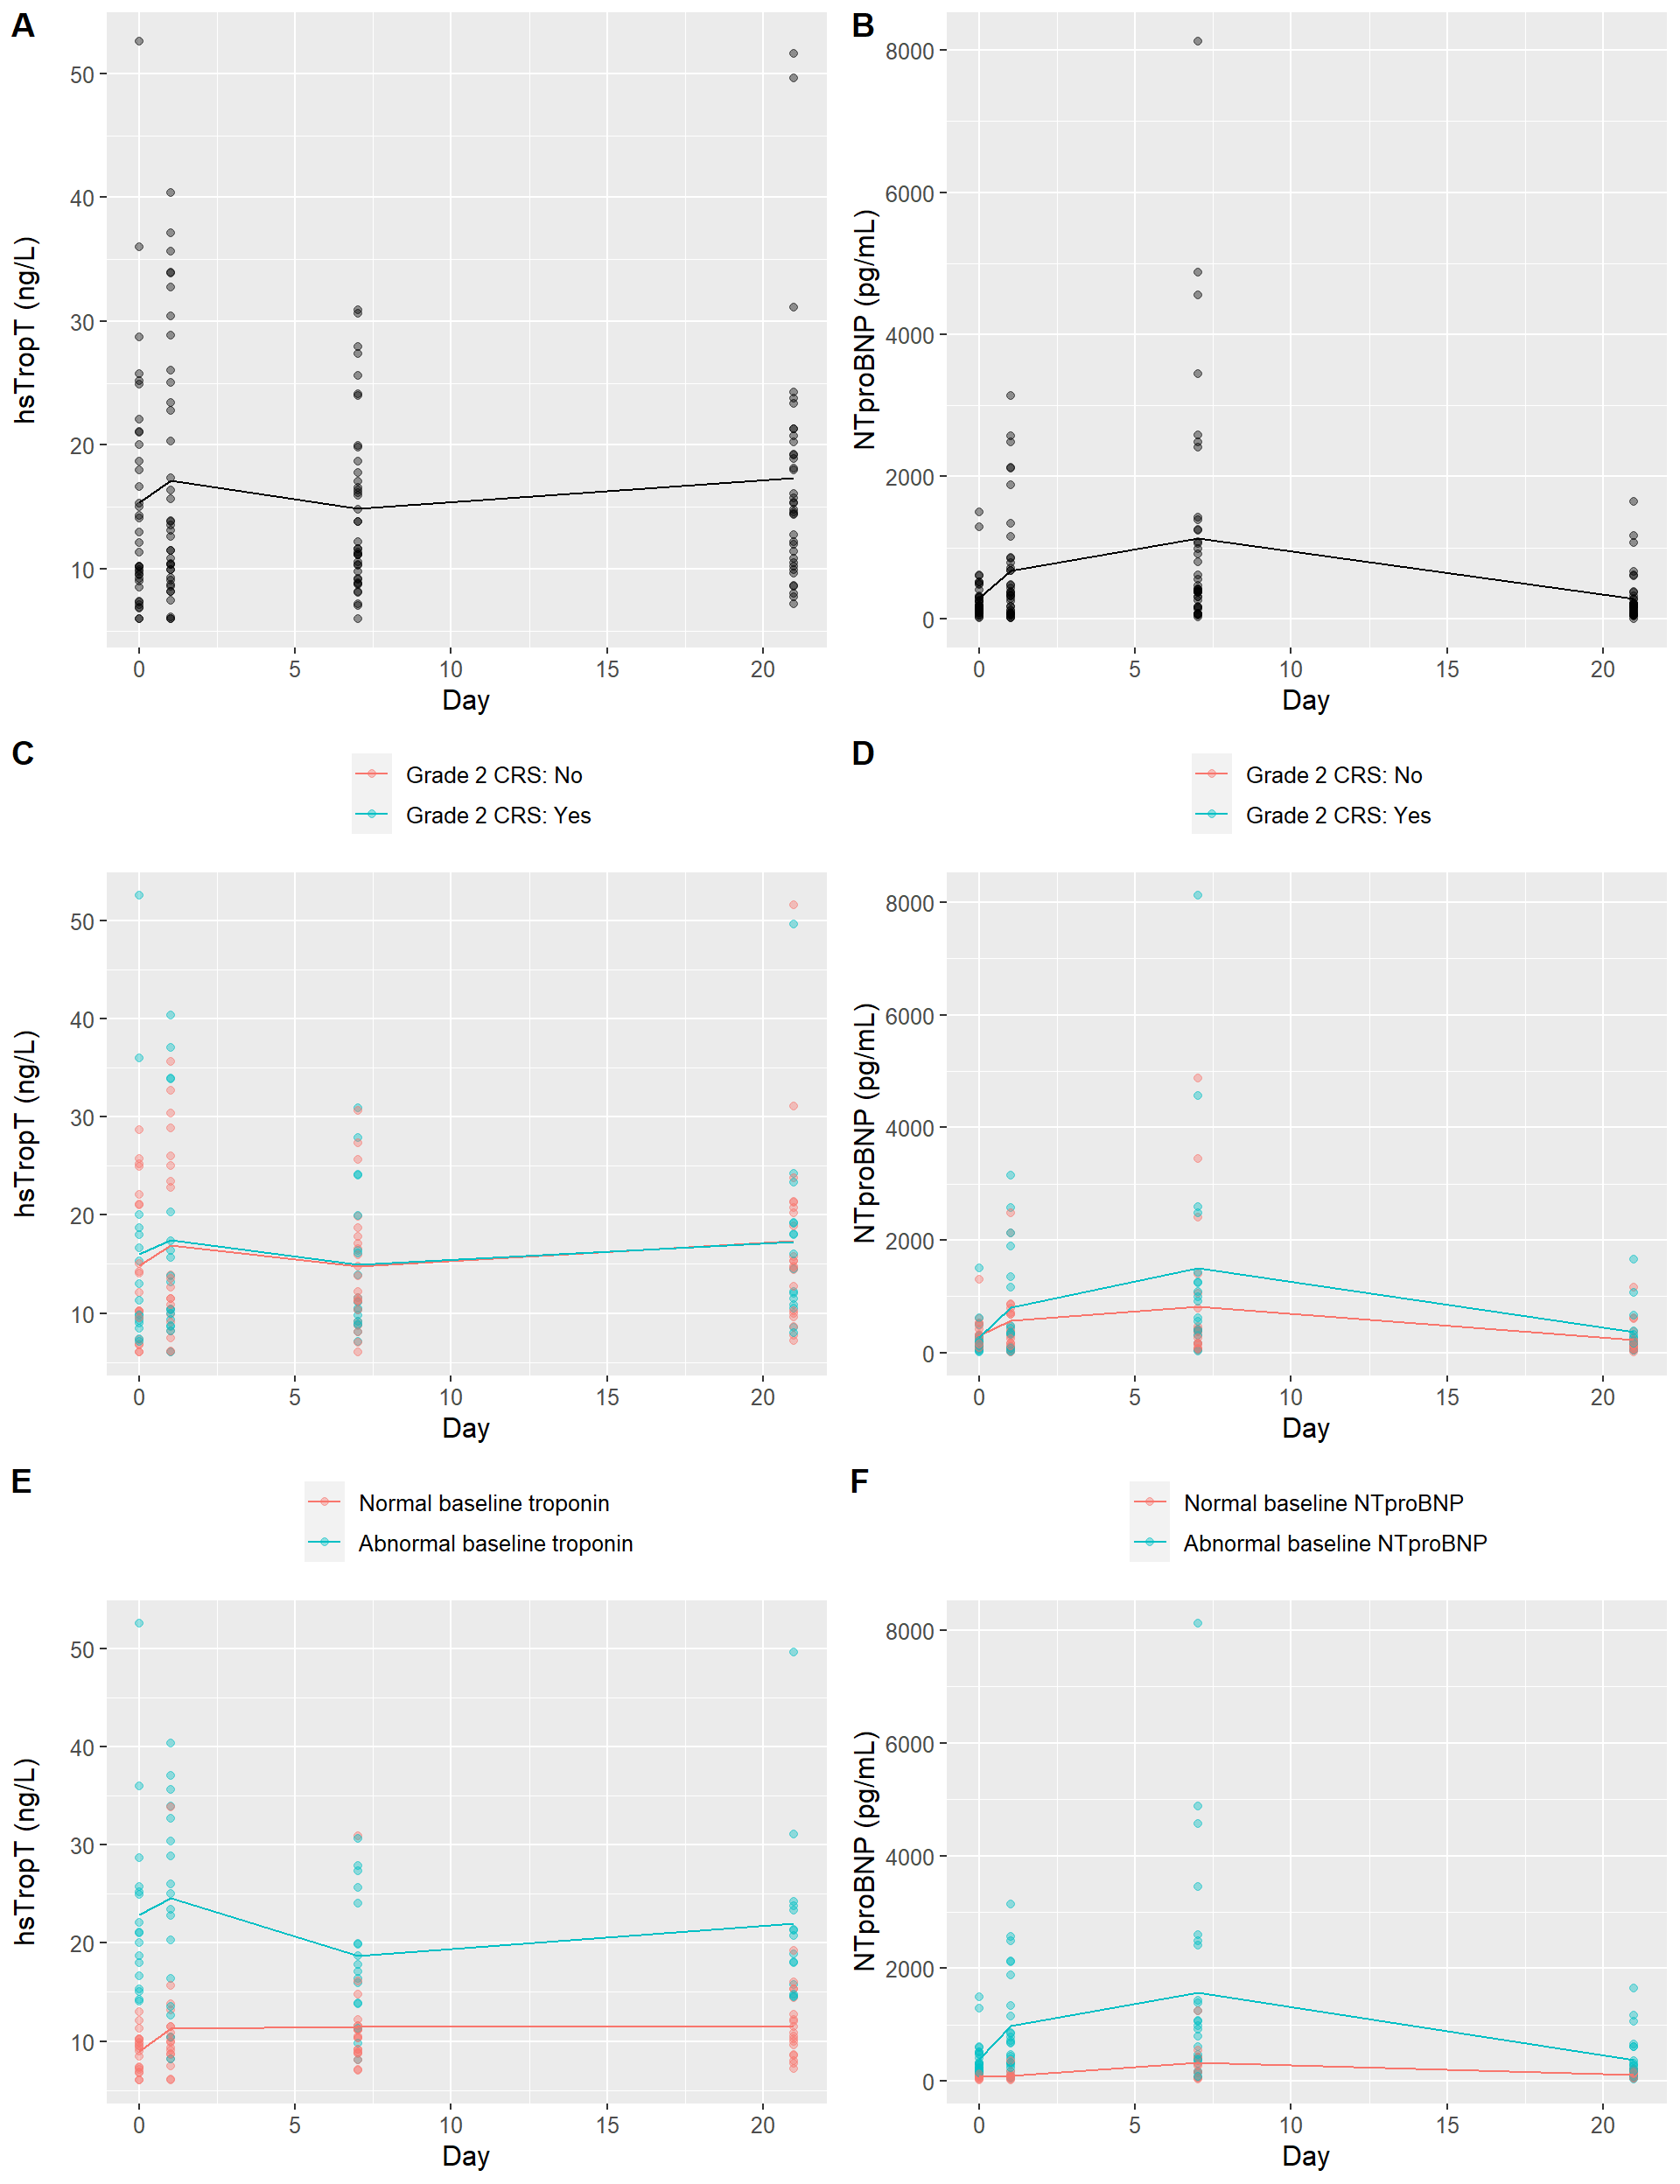 A
hsTropT (ng/L)
50
40
30
20
10
0 5 10 15 20
Day
B
NTproBNP (pg/mL)
8000
6000
4000
2000
0
0 5 10 15 20
Day
C
Grade 2 CRS: No
Grade 2 CRS: Yes
hsTropT (ng/L)
50
40
30
20
10
0 5 10 15 20
Day
D
Grade 2 CRS: No
Grade 2 CRS: Yes
NTproBNP (pg/mL)
8000
6000
4000
2000
0
0 5 10 15 20
Day
E
Normal baseline troponin
Abnormal baseline troponin
hsTropT (ng/L)
50
40
30
20
10
0 5 10 15 20
Day
F
Normal baseline NTproBNP
Abnormal baseline NTproBNP
NTproBNP (pg/mL)
8000
6000
4000
2000
0
0 5 10 15 20
Day